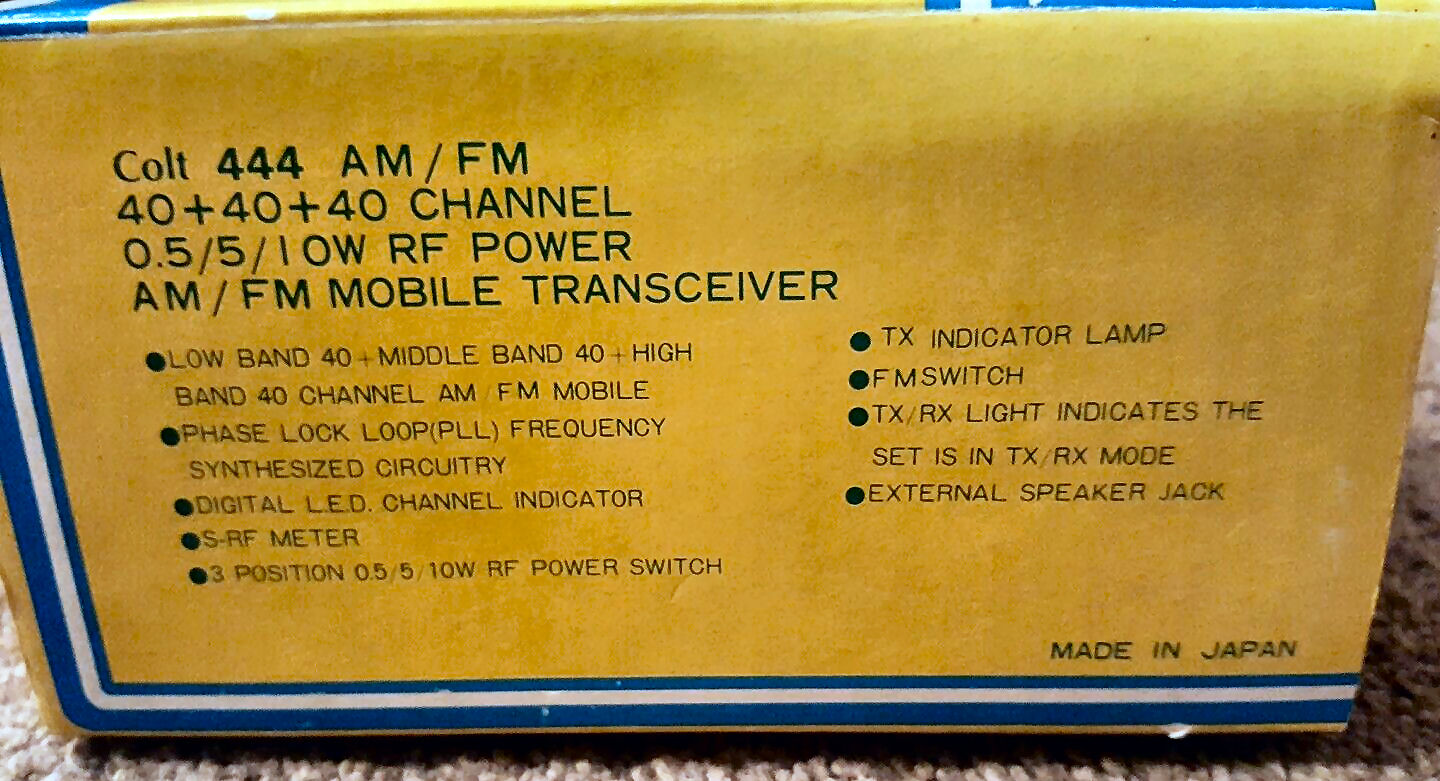 Colt 444 AM/FM
40+40+40 CHANNEL
0.5/5/10W RF POWER
AM/FM MOBILE TRANSCEIVER
●LOW BAND 40+MIDDLE BAND 40+HIGH
BAND 40 CHANNEL AM/FM MOBILE
●PHASE LOCK LOOP(PLL) FREQUENCY
SYNTHESIZED CIRCUITRY
●DIGITAL L.E.D. CHANNEL INDICATOR
●S-RF METER
●3 POSITION 0.5/5/10W RF POWER SWITCH
● TX INDICATOR LAMP
●FM SWITCH
●TX/RX LIGHT INDICATES THE
SET IS IN TX/RX MODE
●EXTERNAL SPEAKER JACK
MADE IN JAPAN